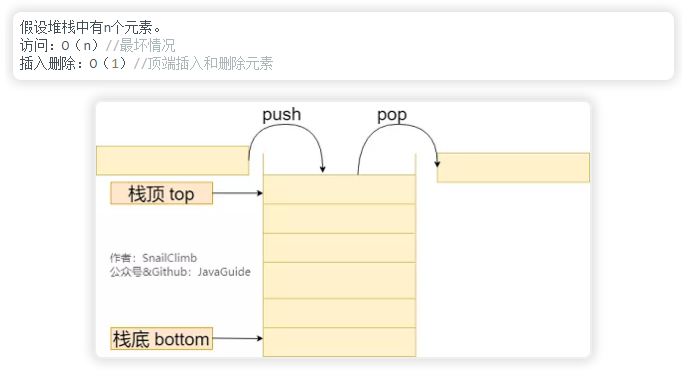 假设堆栈中有n个元素。
访问：O（n）//最坏情况
插入删除：O（1）//顶端插入和删除元素
push
pop
栈顶 top
作者：SnailClimb
公众号&Github：JavaGuide
栈底 bottom